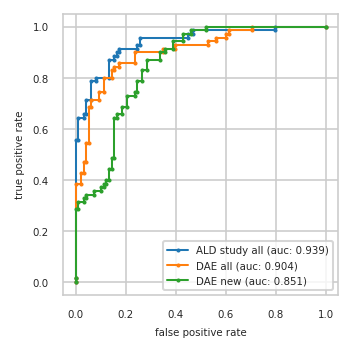 1.0
0.8
0.6
0.4
0.2
0.0
true positive rate
ALD study all (auc: 0.939)
DAE all (auc: 0.904)
DAE new (auc: 0.851)
0.0 0.2 0.4 0.6 0.8 1.0
false positive rate